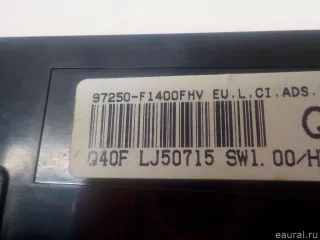 97250-F1400FHV EU.L.CI.ADS.
Q
Q40F LJ50715 SW1.00/H
eaural.ru